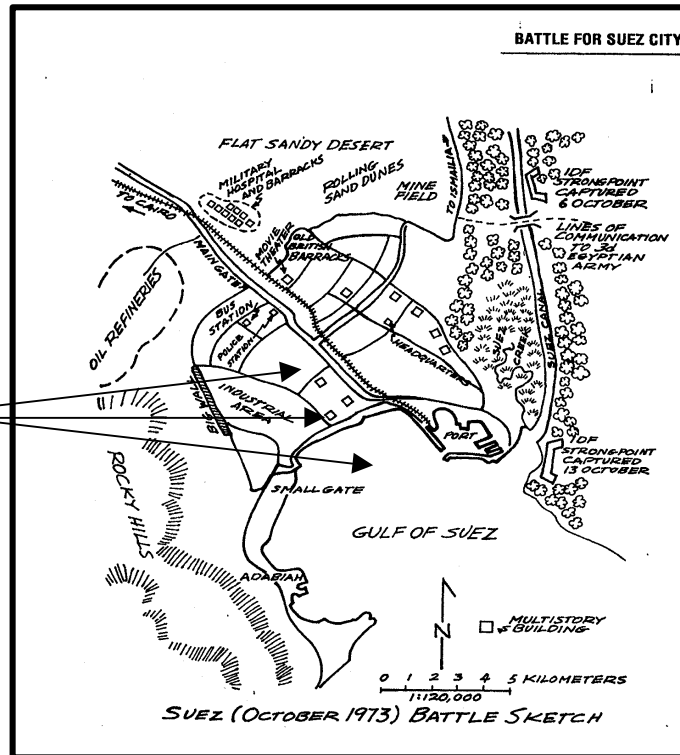 BATTLE FOR SUEZ CITY
FLAT SANDY DESERT
MILITARY
HOSPITAL
AND BARRACKS
ROLLING
SAND DUNES
MINE
FIELD
TO ISMAILIA
IDF
STRONGPOINT
CAPTURED
6 OCTOBER
LINES OF
COMMUNICATION
TO 3d
EGYPTIAN
ARMY
TO CAIRO
MAIN GATE
MOVIE
THEATER
OLD
BRITISH
BARRACKS
OIL REFINERIES
BUS
STATION
POLICE
STATION
HEADQUARTERS
SUEZ
CREEK
SUEZ CANAL
BIG WALL
INDUSTRIAL
AREA
PORT
IDF
STRONGPOINT
CAPTURED
13 OCTOBER
SMALL GATE
ROCKY HILLS
GULF OF SUEZ
ADABIAH
N
MULTISTORY
BUILDING
0 1 2 3 4 5 KILOMETERS
1:120,000
SUEZ (OCTOBER 1973) BATTLE SKETCH